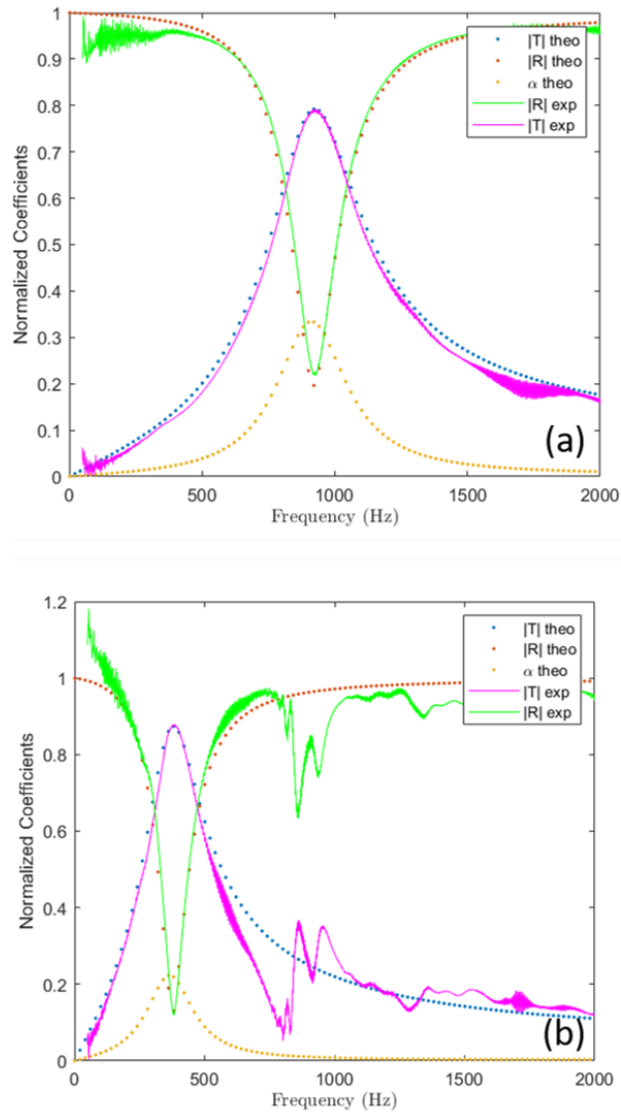 1
0.9
0.8
0.7
0.6
0.5
0.4
0.3
0.2
0.1
0
Normalized Coefficients
|T| theo
|R| theo
α theo
|R| exp
|T| exp
(a)
0 500 1000 1500 2000
Frequency (Hz)
1.2
1
0.8
0.6
0.4
0.2
0
Normalized Coefficients
|T| theo
|R| theo
α theo
|T| exp
|R| exp
(b)
0 500 1000 1500 2000
Frequency (Hz)